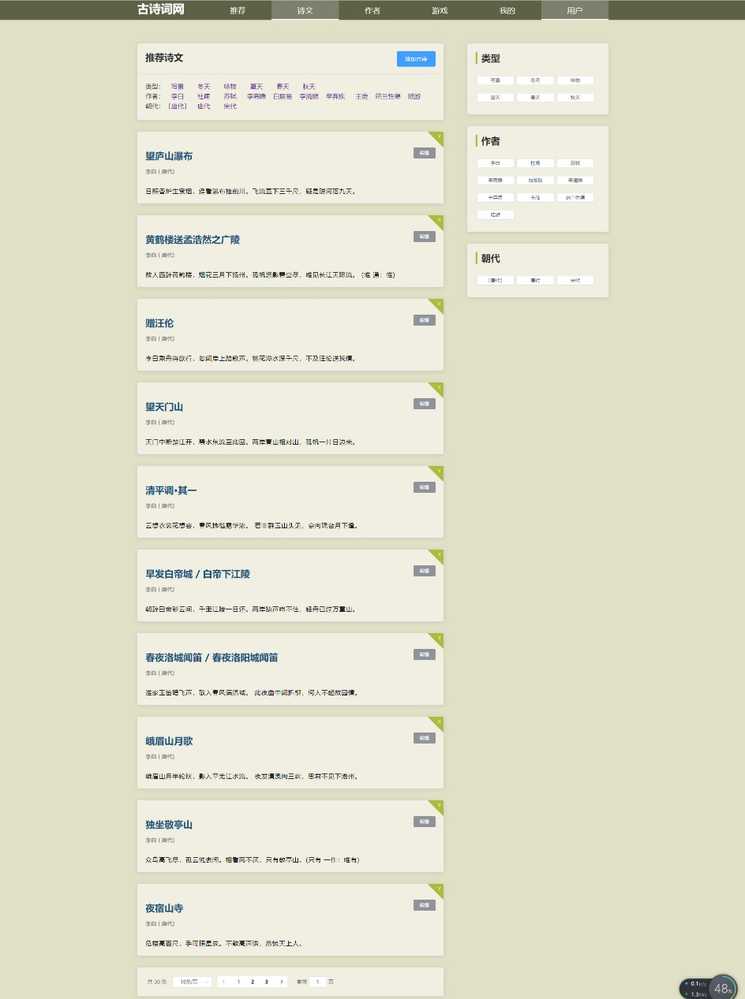 古诗词网
推荐
诗文
作者
游戏
我的
用户
推荐诗文
添加古诗
类型： 写景 冬天 咏物 夏天 春天 秋天
作者： 李白 杜甫 苏轼 李商隐 白居易 李清照 辛弃疾 王维 纳兰性德 陆游
朝代： [唐代] 唐代 宋代
x
望庐山瀑布
编辑
李白 ( 唐代)
日照香炉生紫烟，遥看瀑布挂前川。飞流直下三千尺，疑是银河落九天。
x
黄鹤楼送孟浩然之广陵
编辑
李白 ( 唐代)
故人西辞黄鹤楼，烟花三月下扬州。孤帆远影碧空尽，唯见长江天际流。 (唯 通：惟)
x
赠汪伦
编辑
李白 ( 唐代)
李白乘舟将欲行，忽闻岸上踏歌声。桃花潭水深千尺，不及汪伦送我情。
x
望天门山
编辑
李白 ( 唐代)
天门中断楚江开，碧水东流至此回。两岸青山相对出，孤帆一片日边来。
x
清平调·其一
编辑
李白 ( 唐代)
云想衣裳花想容，春风拂槛露华浓。 若非群玉山头见，会向瑶台月下逢。
x
早发白帝城 / 白帝下江陵
编辑
李白 ( 唐代)
朝辞白帝彩云间，千里江陵一日还。两岸猿声啼不住，轻舟已过万重山。
x
春夜洛城闻笛 / 春夜洛阳城闻笛
编辑
李白 ( 唐代)
谁家玉笛暗飞声，散入春风满洛城。 此夜曲中闻折柳，何人不起故园情。
x
峨眉山月歌
编辑
李白 ( 唐代)
峨眉山月半轮秋，影入平羌江水流。 夜发清溪向三峡，思君不见下渝州。
x
独坐敬亭山
编辑
李白 ( 唐代)
众鸟高飞尽，孤云独去闲。相看两不厌，只有敬亭山。(只有 一作：唯有)
x
夜宿山寺
编辑
李白 ( 唐代)
危楼高百尺，手可摘星辰。不敢高声语，恐惊天上人。
共 30 条 10条/页 < 1 2 3 > 前往 1 页
类型
写景 冬天 咏物
夏天 春天 秋天
作者
李白 杜甫 苏轼
李商隐 白居易 李清照
辛弃疾 王维 纳兰性德
陆游
朝代
[唐代] 唐代 宋代
0.1K/s
1.3M/s
48%